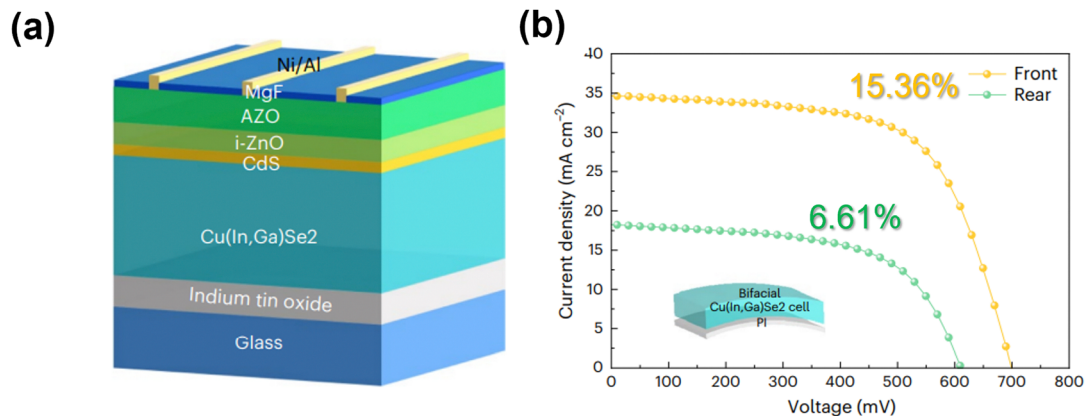 (a)
Ni/Al
MgF
AZO
i-ZnO
CdS
Cu(In,Ga)Se2
Indium tin oxide
Glass
(b)
40
35
30
25
20
15
10
5
0
Current density (mA cm⁻²)
15.36%
Front
Rear
6.61%
Bifacial
Cu(In,Ga)Se2 cell
PI
0 100 200 300 400 500 600 700 800
Voltage (mV)